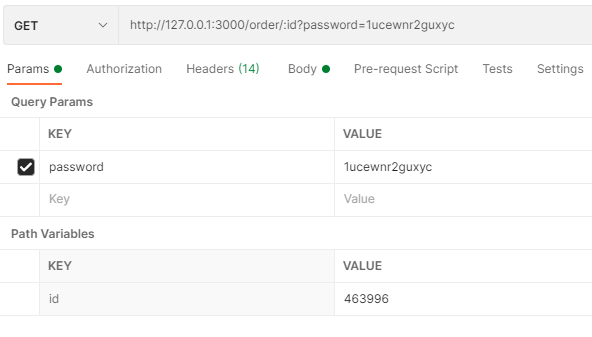 GET http://127.0.0.1:3000/order/:id?password=1ucewnr2guxyc
Params Authorization Headers (14) Body Pre-request Script Tests Settings
Query Params
KEY VALUE
password 1ucewnr2guxyc
Key Value
Path Variables
KEY VALUE
id 463996